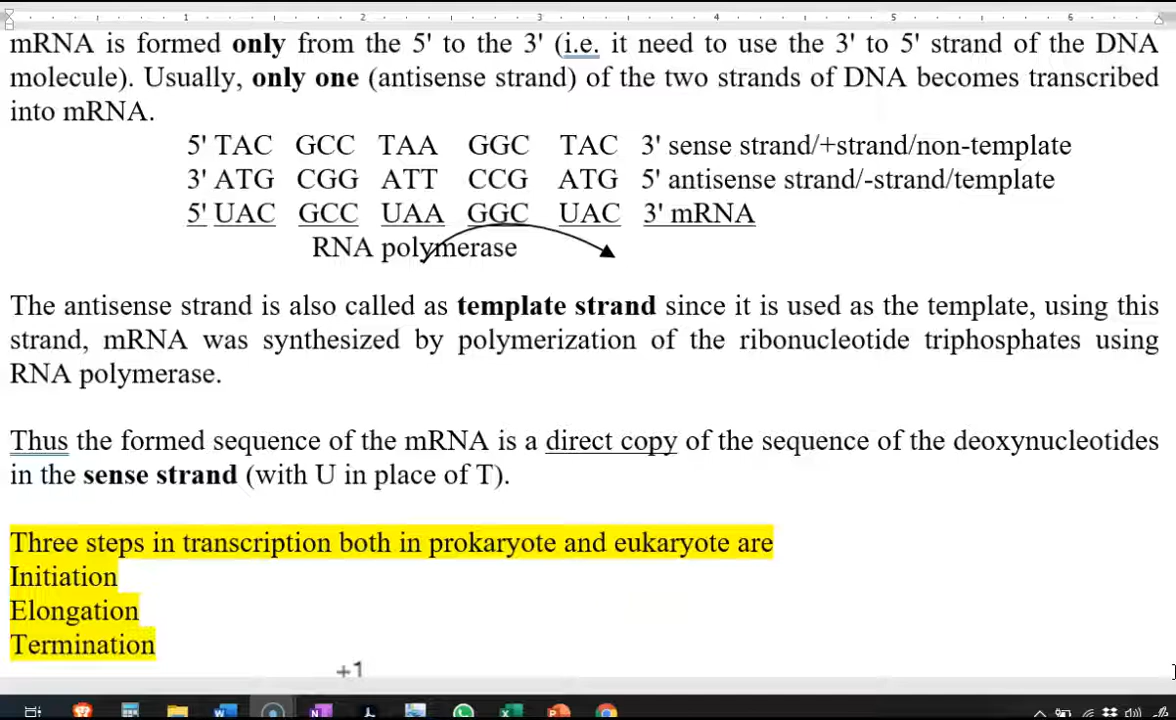 1 2 3 4 5 6
mRNA is formed only from the 5' to the 3' (i.e. it need to use the 3' to 5' strand of the DNA
molecule). Usually, only one (antisense strand) of the two strands of DNA becomes transcribed
into mRNA.
5' TAC GCC TAA GGC TAC 3' sense strand/+strand/non-template
3' ATG CGG ATT CCG ATG 5' antisense strand/-strand/template
5' UAC GCC UAA GGC UAC 3' mRNA
RNA polymerase
The antisense strand is also called as template strand since it is used as the template, using this
strand, mRNA was synthesized by polymerization of the ribonucleotide triphosphates using
RNA polymerase.
Thus the formed sequence of the mRNA is a direct copy of the sequence of the deoxynucleotides
in the sense strand (with U in place of T).
Three steps in transcription both in prokaryote and eukaryote are
Initiation
Elongation
Termination
+1